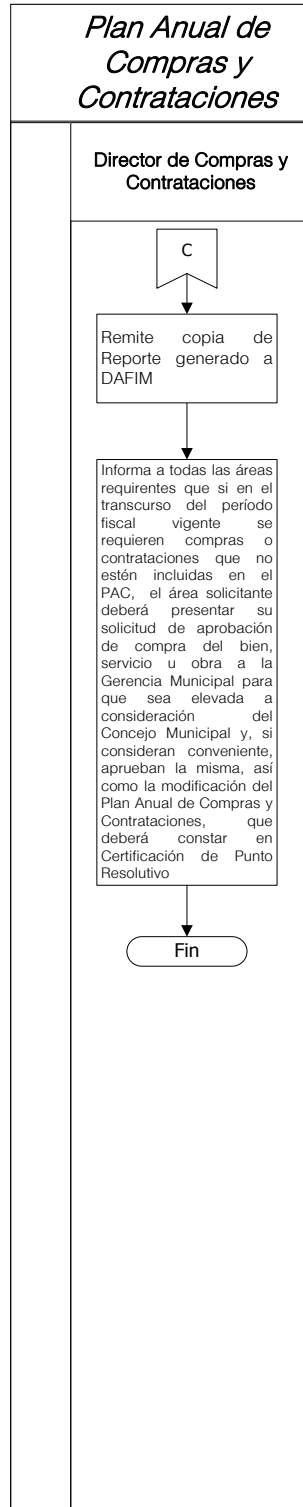 Plan Anual de
Compras y
Contrataciones
Director de Compras y
Contrataciones
C
Remite copia de
Reporte generado a
DAFIM
Informa a todas las áreas
requirentes que si en el
transcurso del período
fiscal vigente se
requieren compras o
contrataciones que no
estén incluidas en el
PAC, el área solicitante
deberá presentar su
solicitud de aprobación
de compra del bien,
servicio u obra a la
Gerencia Municipal para
que sea elevada a
consideración del
Concejo Municipal y, si
consideran conveniente,
aprueban la misma, así
como la modificación del
Plan Anual de Compras y
Contrataciones, que
deberá constar en
Certificación de Punto
Resolutivo
Fin